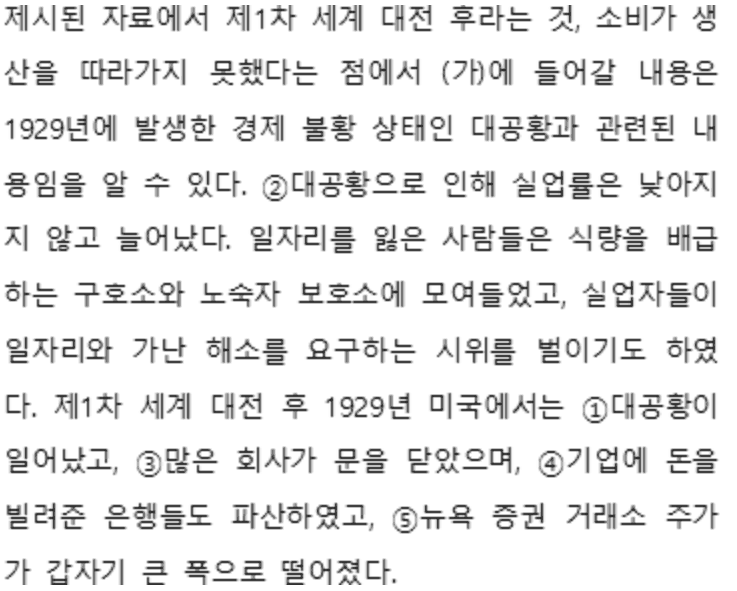 제시된 자료에서 제1차 세계 대전 후라는 것, 소비가 생
산을 따라가지 못했다는 점에서 (가)에 들어갈 내용은
1929년에 발생한 경제 불황 상태인 대공황과 관련된 내
용임을 알 수 있다. ②대공황으로 인해 실업률은 낮아지
지 않고 늘어났다. 일자리를 잃은 사람들은 식량을 배급
하는 구호소와 노숙자 보호소에 모여들었고, 실업자들이
일자리와 가난 해소를 요구하는 시위를 벌이기도 하였
다. 제1차 세계 대전 후 1929년 미국에서는 ①대공황이
일어났고, ③많은 회사가 문을 닫았으며, ④기업에 돈을
빌려준 은행들도 파산하였고, ⑤뉴욕 증권 거래소 주가
가 갑자기 큰 폭으로 떨어졌다.